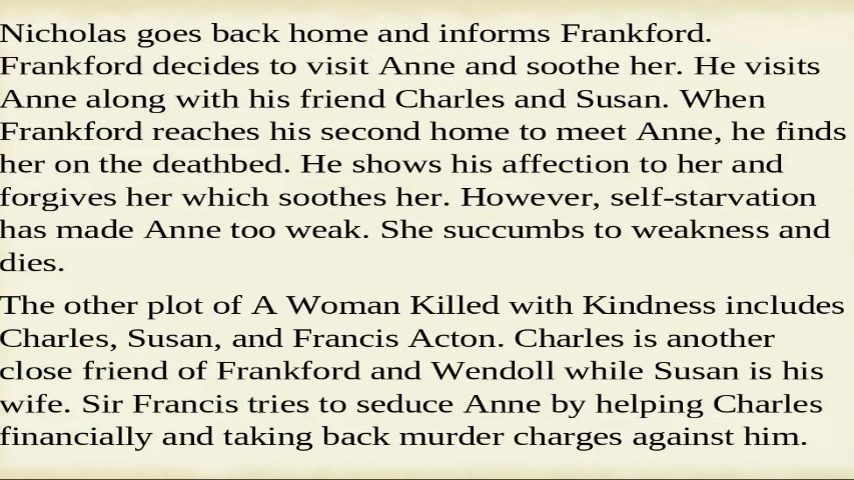 Nicholas goes back home and informs Frankford.
Frankford decides to visit Anne and soothe her. He visits
Anne along with his friend Charles and Susan. When
Frankford reaches his second home to meet Anne, he finds
her on the deathbed. He shows his affection to her and
forgives her which soothes her. However, self-starvation
has made Anne too weak. She succumbs to weakness and
dies.
The other plot of A Woman Killed with Kindness includes
Charles, Susan, and Francis Acton. Charles is another
close friend of Frankford and Wendoll while Susan is his
wife. Sir Francis tries to seduce Anne by helping Charles
financially and taking back murder charges against him.